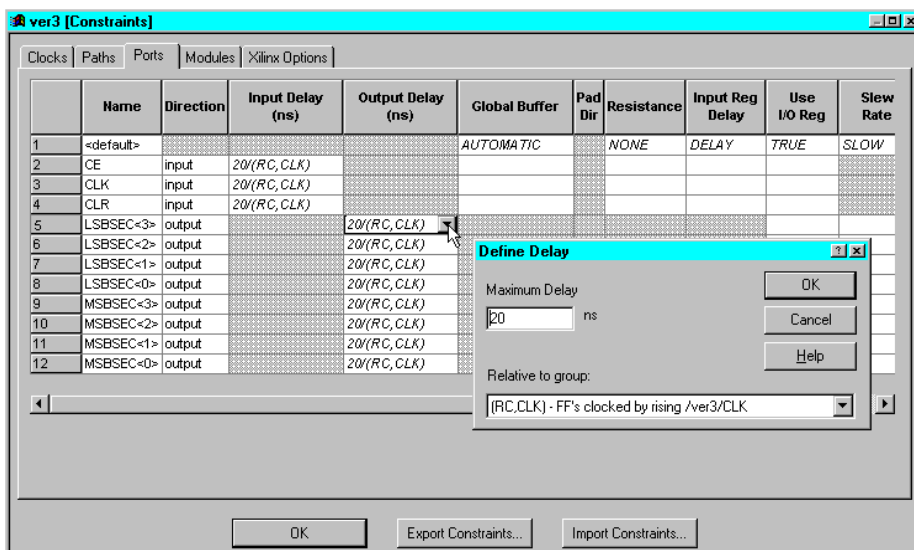 ver3 [Constraints]
Clocks Paths Ports Modules Xilinx Options
Name Direction Input Delay (ns) Output Delay (ns) Global Buffer Pad Dir Resistance Input Reg Delay Use I/O Reg Slew Rate
1 <default> AUTOMATIC NONE DELAY TRUE SLOW
2 CE input 20/(RC,CLK)
3 CLK input 20/(RC,CLK)
4 CLR input 20/(RC,CLK)
5 LSBSEC<3> output 20/(RC,CLK)
6 LSBSEC<2> output 20/(RC,CLK)
7 LSBSEC<1> output 20/(RC,CLK)
8 LSBSEC<0> output 20/(RC,CLK)
9 MSBSEC<3> output 20/(RC,CLK)
10 MSBSEC<2> output 20/(RC,CLK)
11 MSBSEC<1> output 20/(RC,CLK)
12 MSBSEC<0> output 20/(RC,CLK)
Define Delay
Maximum Delay
20 ns
OK
Cancel
Help
Relative to group:
(RC,CLK) - FF's clocked by rising /ver3/CLK
OK Export Constraints... Import Constraints...